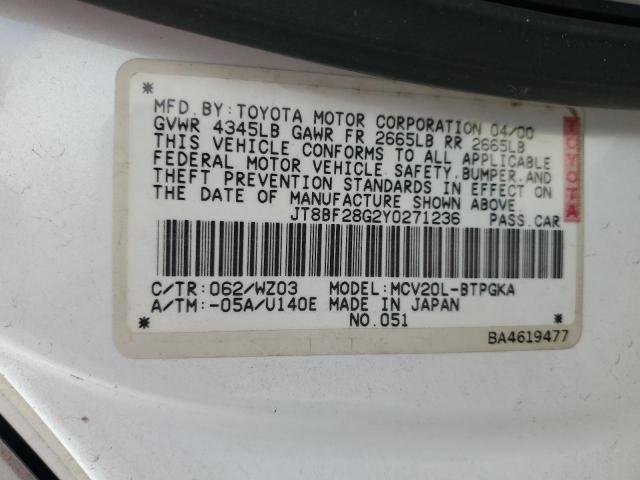 MFD. BY: TOYOTA MOTOR CORPORATION 04/00
GVWR 4345LB GAWR FR 2665LB RR 2665LB
THIS VEHICLE CONFORMS TO ALL APPLICABLE
FEDERAL MOTOR VEHICLE SAFETY, BUMPER, AND
THEFT PREVENTION STANDARDS IN EFFECT ON
THE DATE OF MANUFACTURE SHOWN ABOVE.
TOYOTA
JT8BF28G2Y0271236 PASS. CAR
C/TR: 062/WZ03 MODEL: MCV20L-BTPGKA
A/TM: -05A/U140E MADE IN JAPAN
NO. 051
BA4619477